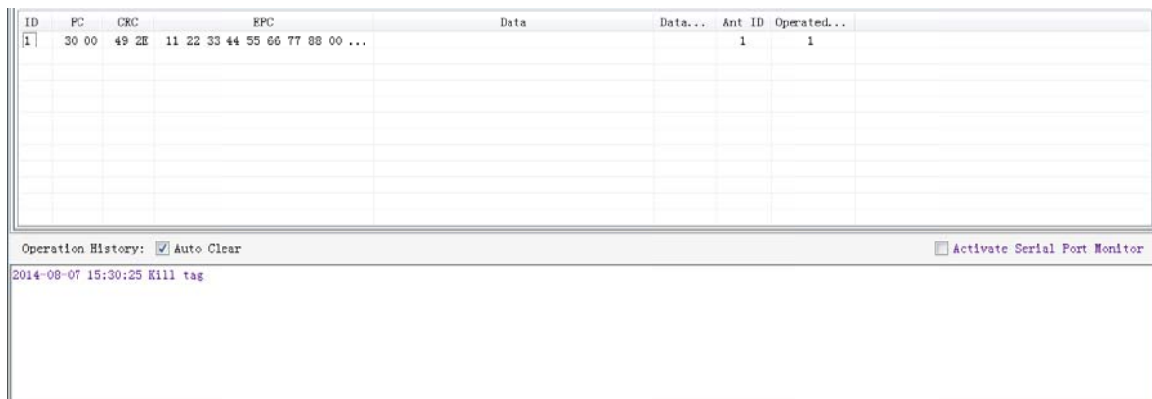 ID PC CRC EPC Data Data... Ant ID Operated...
1 30 00 49 2E 11 22 33 44 55 66 77 88 00 ... 1 1
Operation History: Auto Clear Activate Serial Port Monitor
2014-08-07 15:30:25 Kill tag